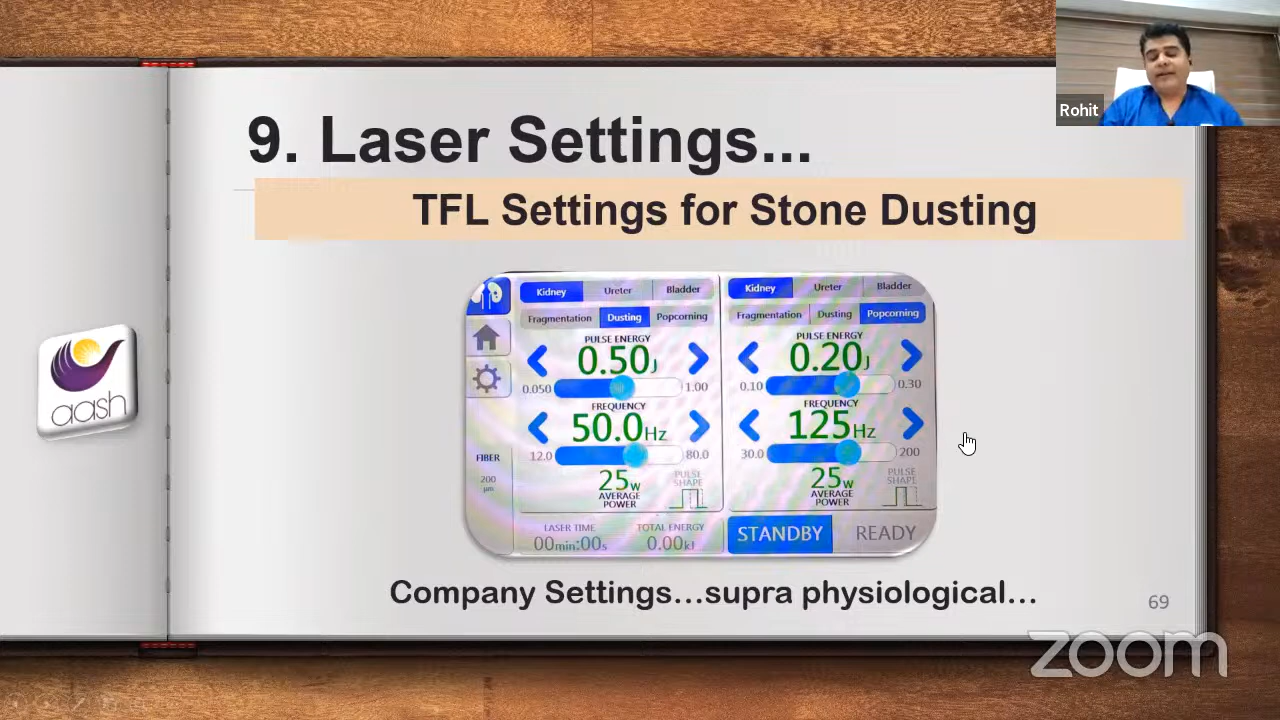 Rohit
9. Laser Settings...
TFL Settings for Stone Dusting
aash
Kidney Ureter Bladder
Fragmentation Dusting Popcorning
PULSE ENERGY
0.50J
0.050 1.00
FREQUENCY
50.0Hz
12.0 80.0
25w
AVERAGE
POWER
PULSE
SHAPE
Kidney Ureter Bladder
Fragmentation Dusting Popcorning
PULSE ENERGY
0.20J
0.10 0.30
FREQUENCY
125Hz
30.0 200
25w
AVERAGE
POWER
PULSE
SHAPE
FIBER
200
µm
LASER TIME TOTAL ENERGY
00min:00s 0.00kJ
STANDBY READY
Company Settings...supra physiological...
69
zoom